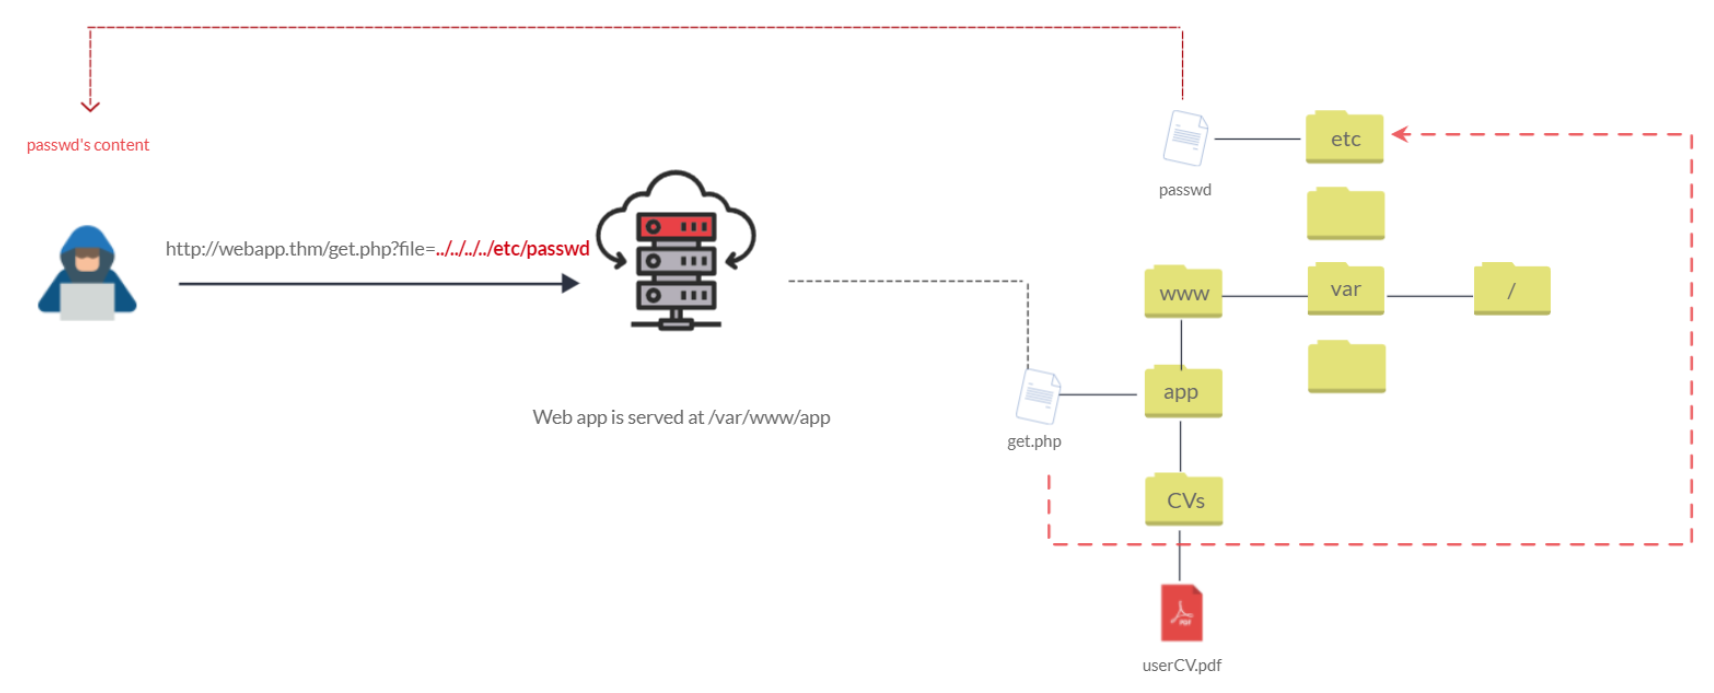 passwd's content
http://webapp.thm/get.php?file=../../../../etc/passwd
Web app is served at /var/www/app
passwd
etc
www
var
/
get.php
app
CVs
PDF
userCV.pdf